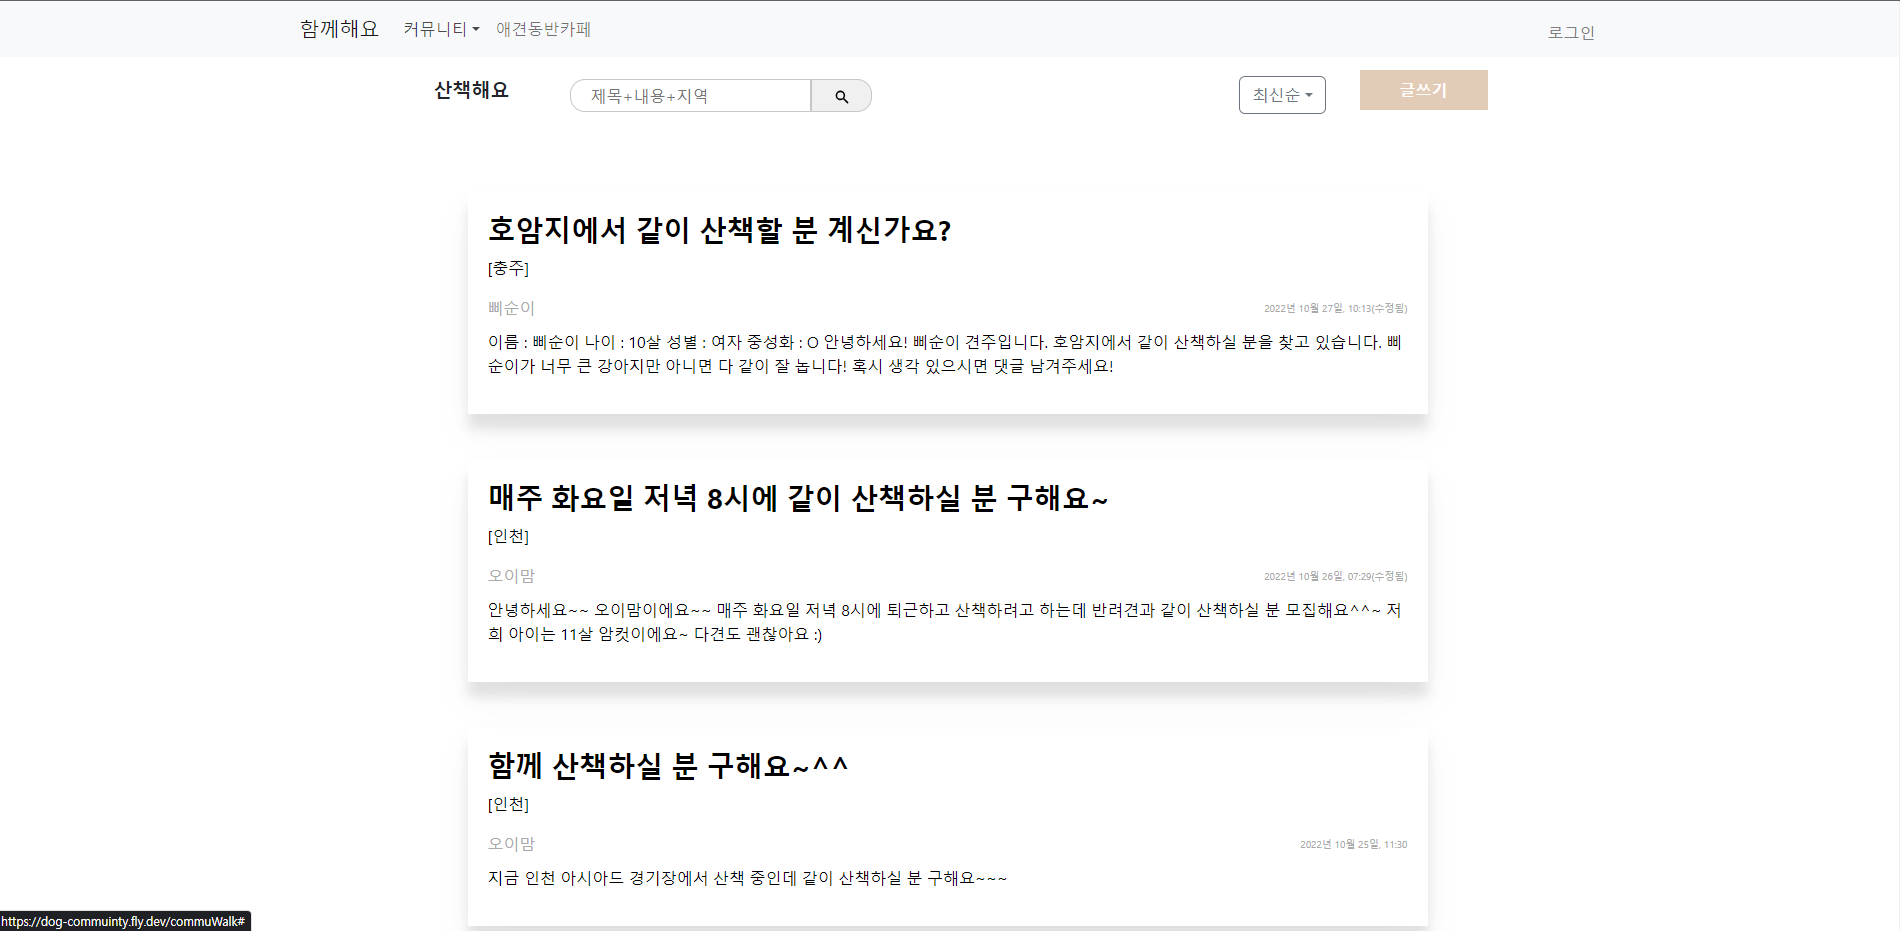 함께해요 커뮤니티 애견동반카페 로그인
산책해요 제목+내용+지역 최신순 글쓰기
호암지에서 같이 산책할 분 계신가요?
[충주]
삐순이 2022년 10월 27일, 10:13(수정됨)
이름 : 삐순이 나이 : 10살 성별 : 여자 중성화 : O 안녕하세요! 삐순이 견주입니다. 호암지에서 같이 산책하실 분을 찾고 있습니다. 삐
순이가 너무 큰 강아지만 아니면 다 같이 잘 놉니다! 혹시 생각 있으시면 댓글 남겨주세요!
매주 화요일 저녁 8시에 같이 산책하실 분 구해요~
[인천]
오이맘 2022년 10월 26일, 07:29(수정됨)
안녕하세요~~ 오이맘이에요~~ 매주 화요일 저녁 8시에 퇴근하고 산책하려고 하는데 반려견과 같이 산책하실 분 모집해요^^~ 저
희 아이는 11살 암컷이에요~ 다견도 괜찮아요 :)
함께 산책하실 분 구해요~^^
[인천]
오이맘 2022년 10월 25일, 11:30
지금 인천 아시아드 경기장에서 산책 중인데 같이 산책하실 분 구해요~~~
https://dog-commuinty.fly.dev/commuWalk#